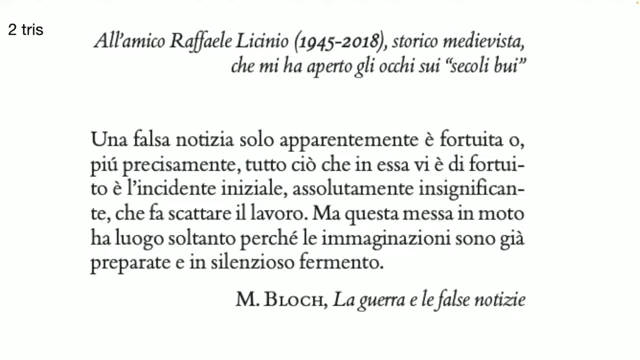 2 tris
All'amico Raffaele Licinio (1945-2018), storico medievista,
che mi ha aperto gli occhi sui “secoli bui”
Una falsa notizia solo apparentemente è fortuita o,
piú precisamente, tutto ciò che in essa vi è di fortui-
to è l'incidente iniziale, assolutamente insignifican-
te, che fa scattare il lavoro. Ma questa messa in moto
ha luogo soltanto perché le immaginazioni sono già
preparate e in silenzioso fermento.
M. BLOCH, La guerra e le false notizie